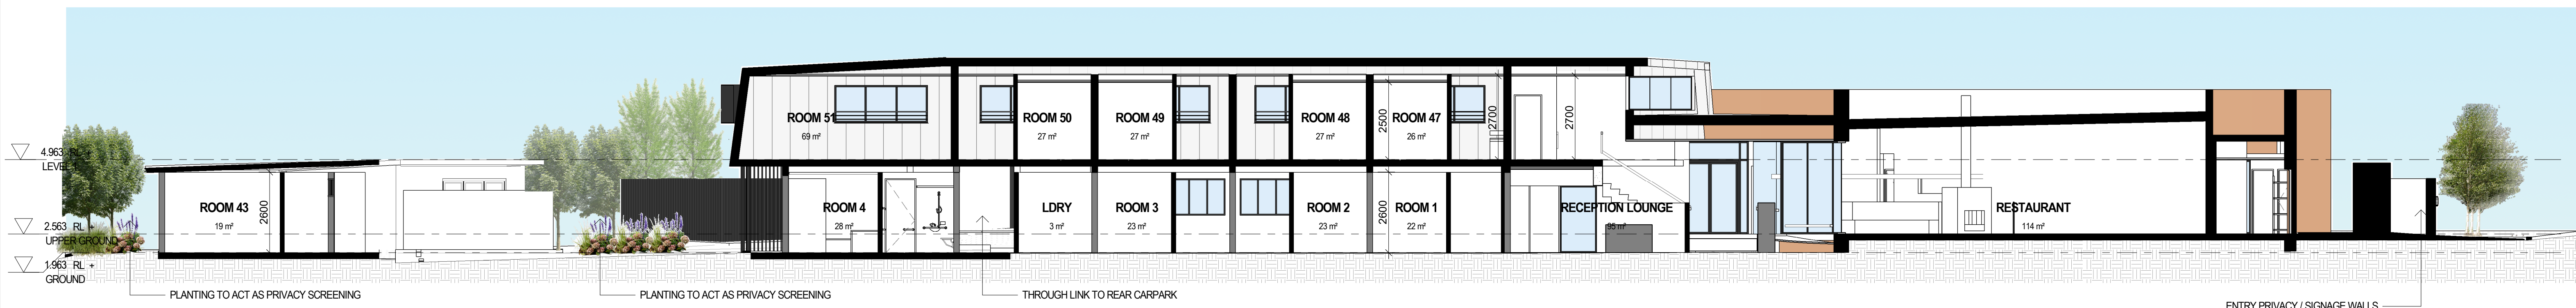 ROOM 51
69 m²
ROOM 50
27 m²
ROOM 49
27 m²
ROOM 48
27 m²
2500
ROOM 47
26 m²
2700
2700
4.963 RL +
LEVEL 1
ROOM 43
19 m²
2600
ROOM 4
28 m²
LDRY
3 m²
ROOM 3
23 m²
ROOM 2
23 m²
2600
ROOM 1
22 m²
RECEPTION LOUNGE
95 m²
RESTAURANT
114 m²
2.563 RL +
UPPER GROUND
1.963 RL +
GROUND
PLANTING TO ACT AS PRIVACY SCREENING
PLANTING TO ACT AS PRIVACY SCREENING
THROUGH LINK TO REAR CARPARK
ENTRY PRIVACY / SIGNAGE WALLS